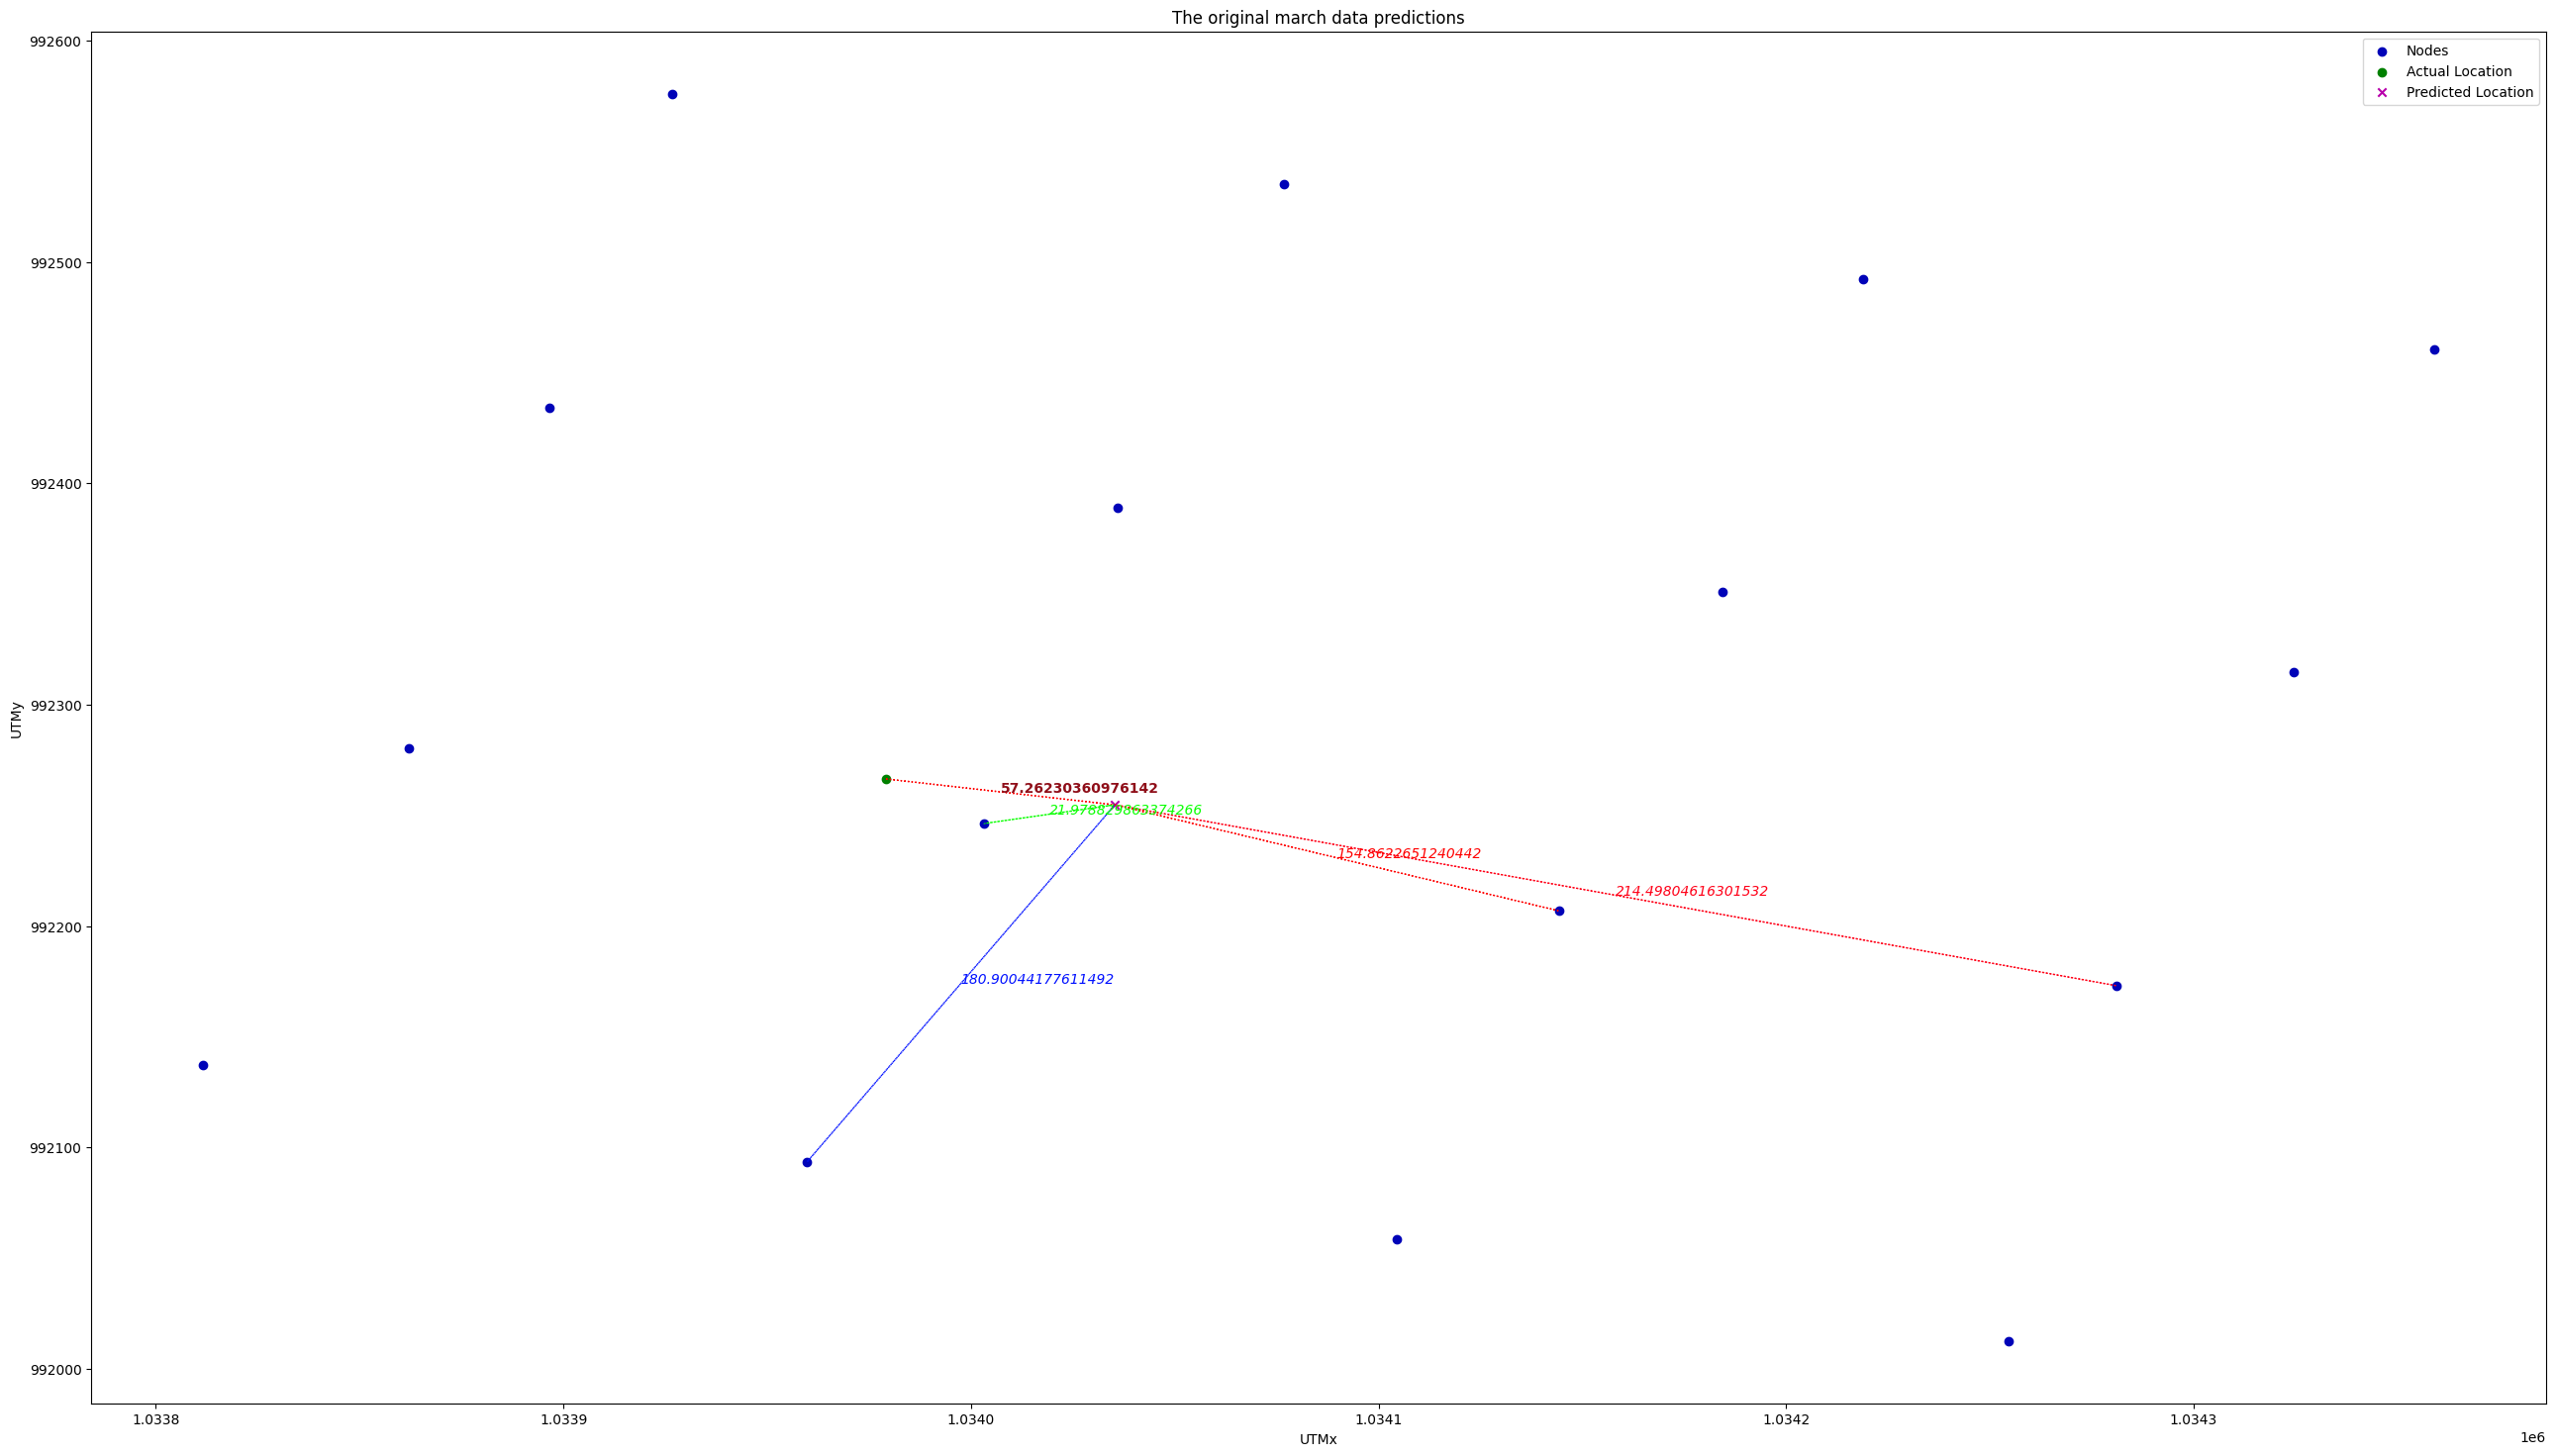 The original march data predictions
Nodes
Actual Location
Predicted Location
992600
992500
992400
992300
992200
992100
992000
UTMy
57.26230360976142
21.978829863374266
154.8622651240442
214.49804616301532
180.90044177611492
1.0338
1.0339
1.0340
1.0341
1.0342
1.0343
UTMx
1e6